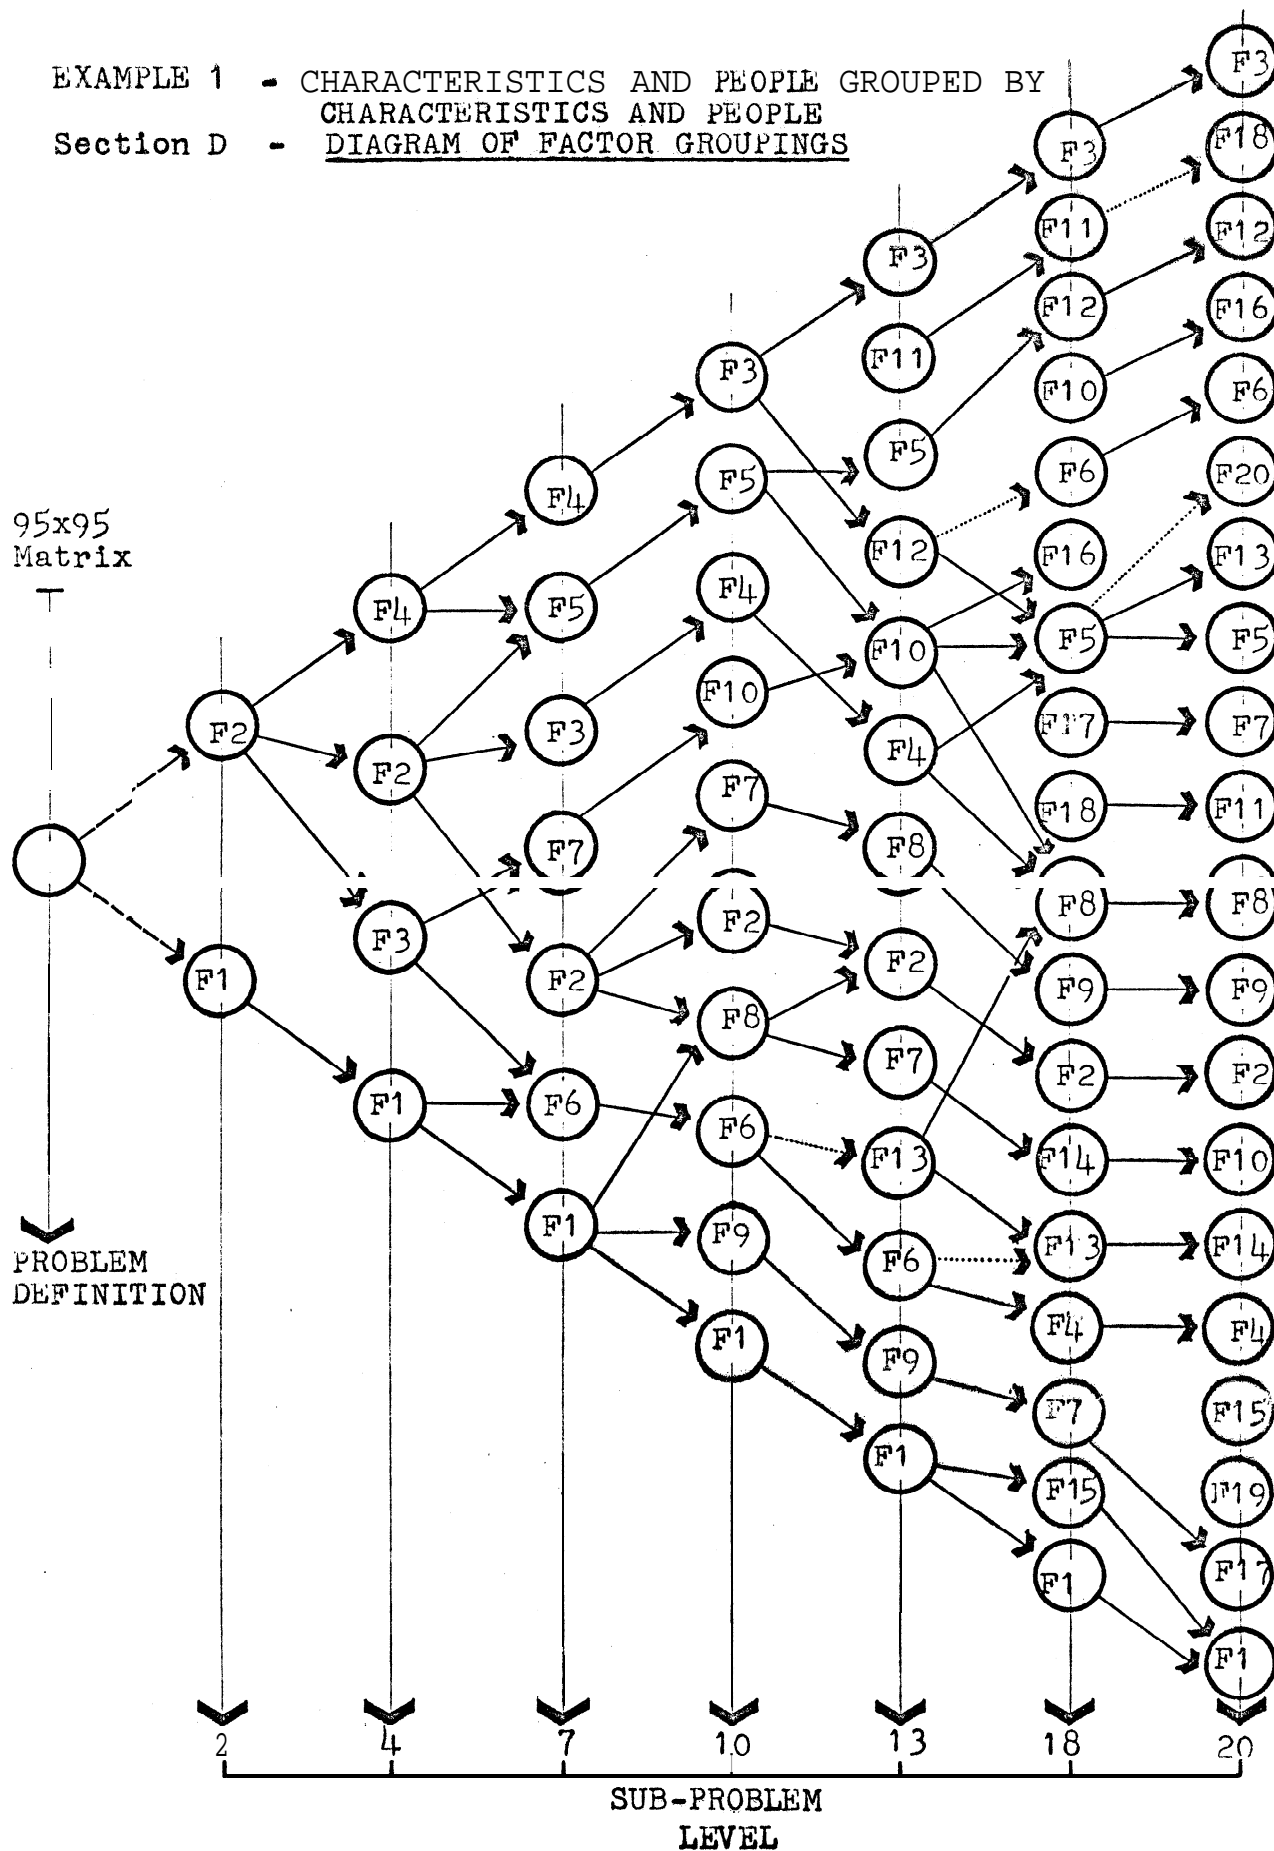 EXAMPLE 1 - CHARACTERISTICS AND PEOPLE GROUPED BY
CHARACTERISTICS AND PEOPLE
Section D - DIAGRAM OF FACTOR GROUPINGS
95x95
Matrix
PROBLEM
DEFINITION
F2
F1
F4
F2
F3
F1
F4
F5
F3
F7
F2
F6
F1
F3
F5
F4
F10
F7
F2
F8
F6
F9
F1
F3
F11
F5
F12
F10
F4
F8
F2
F7
F13
F6
F9
F1
F3
F11
F12
F10
F6
F16
F5
F17
F18
F8
F9
F2
F14
F13
F4
F7
F15
F1
F3
F18
F12
F16
F6
F20
F13
F5
F7
F11
F8
F9
F2
F10
F14
F4
F15
F19
F17
F1
2 4 7 10 13 18 20
SUB-PROBLEM
LEVEL